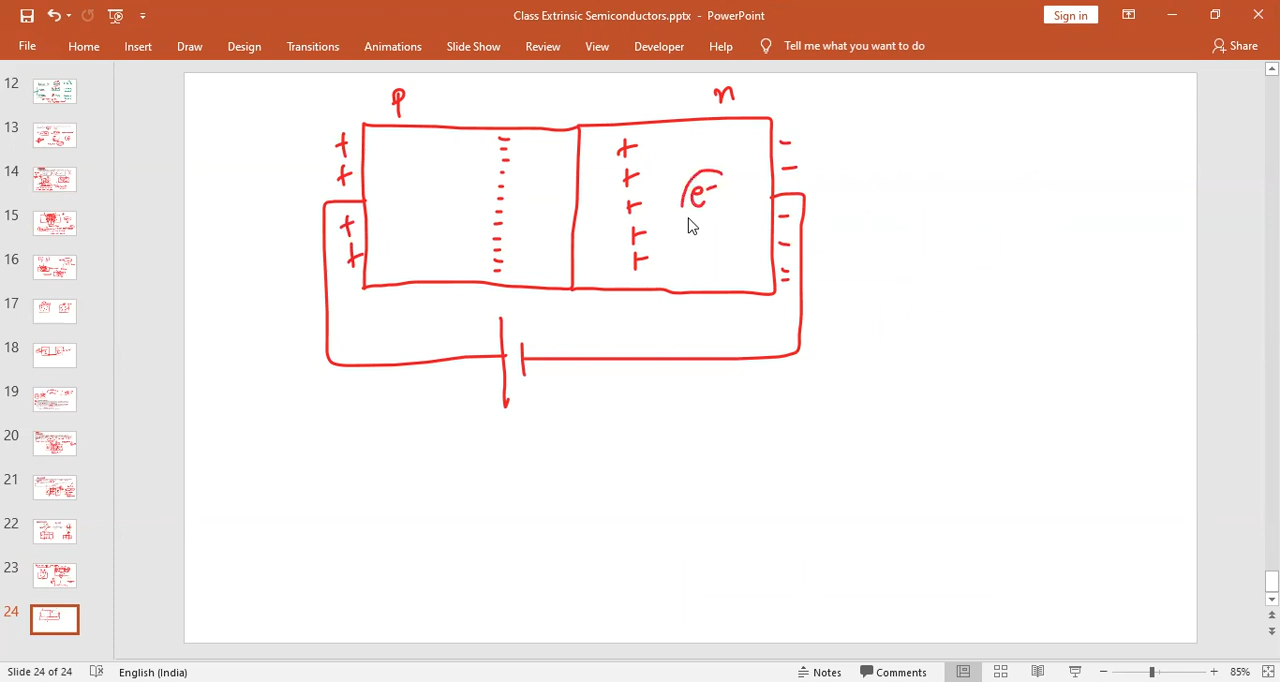 Class Extrinsic Semiconductors.pptx - PowerPoint
Sign in
File Home Insert Draw Design Transitions Animations Slide Show Review View Developer Help Tell me what you want to do Share
12
13
14
15
16
17
18
19
20
21
22
23
24
p n
+ -
+ -
+ -
+ -
e-
Slide 24 of 24 English (India) Notes Comments 85%